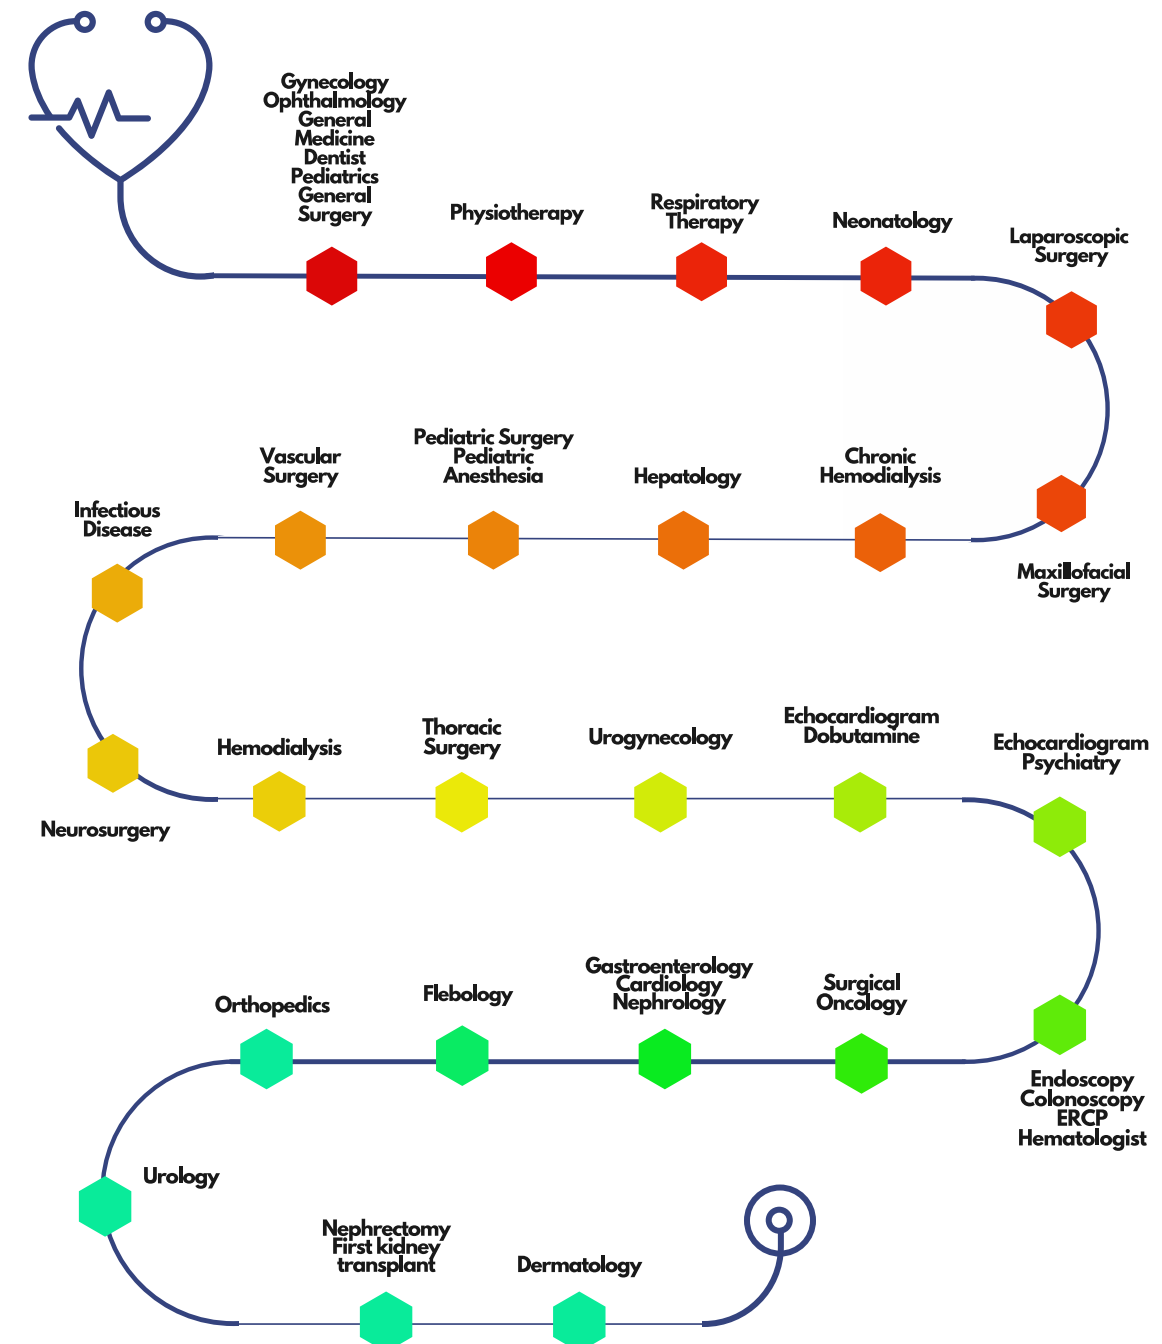 Gynecology
Ophthalmology
General
Medicine
Dentist
Pediatrics
General
Surgery
Physiotherapy
Respiratory
Therapy
Neonatology
Laparoscopic
Surgery
Maxillofacial
Surgery
Chronic
Hemodialysis
Hepatology
Pediatric Surgery
Pediatric
Anesthesia
Vascular
Surgery
Infectious
Disease
Neurosurgery
Hemodialysis
Thoracic
Surgery
Urogynecology
Echocardiogram
Dobutamine
Echocardiogram
Psychiatry
Endoscopy
Colonoscopy
ERCP
Hematologist
Surgical
Oncology
Gastroenterology
Cardiology
Nephrology
Flebology
Orthopedics
Urology
Nephrectomy
First kidney
transplant
Dermatology